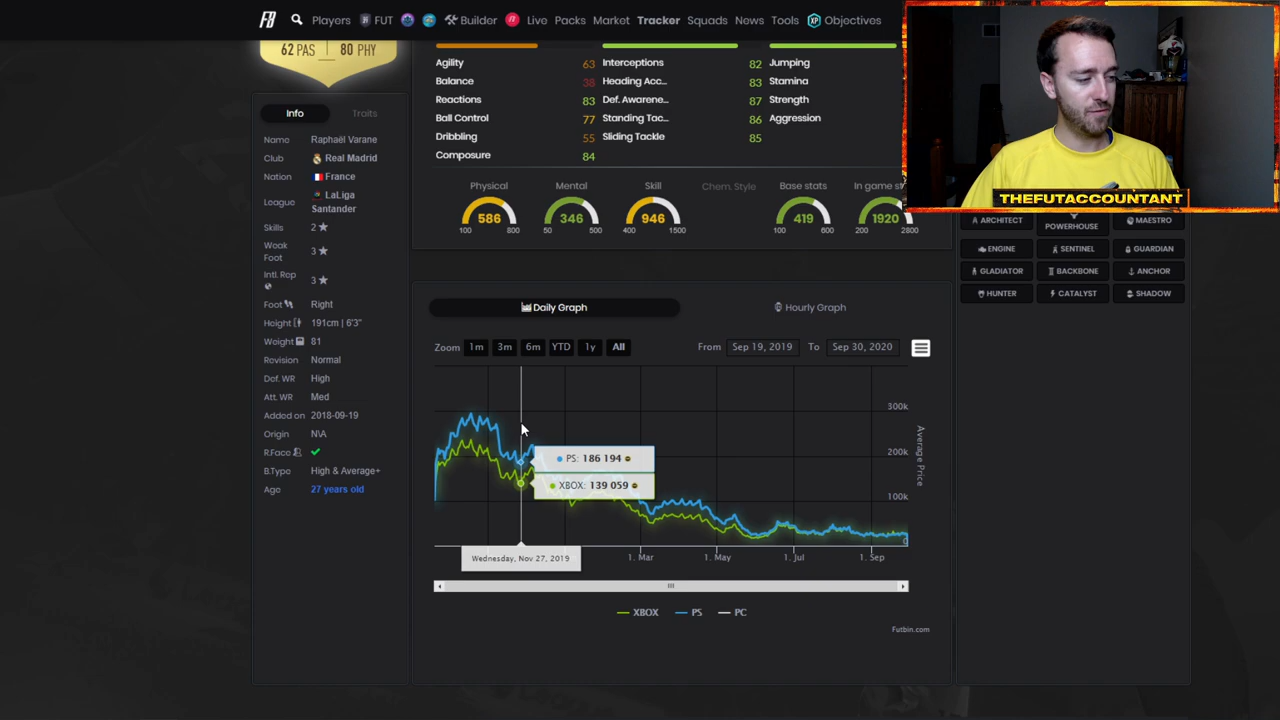 FB Players FUT Builder Live Packs Market Tracker Squads News Tools XP Objectives
62 PAS 80 PHY
Agility 63
Balance 38
Reactions 83
Ball Control 77
Dribbling 55
Composure 84
Interceptions 82
Heading Acc... 83
Def. Awarene... 87
Standing Tac... 86
Sliding Tackle 85
Jumping
Stamina
Strength
Aggression
THEFUTACCOUNTANT
Info Traits
Name Raphaël Varane
Club Real Madrid
Nation France
League LaLiga
Santander
Skills 2
Weak
Foot 3
Intl. Rep 3
Foot Right
Height 191cm | 6'3"
Weight 81
Revision Normal
Def. WR High
Att. WR Med
Added on 2018-09-19
Origin N\A
R.Face
B.Type High & Average+
Age 27 years old
Physical Mental Skill Chem. Style Base stats In game st
586 346 946 419 1920
100 800 50 500 400 1500 100 600 220 2800
ARCHITECT POWERHOUSE MAESTRO
ENGINE SENTINEL GUARDIAN
GLADIATOR BACKBONE ANCHOR
HUNTER CATALYST SHADOW
Daily Graph Hourly Graph
Zoom 1m 3m 6m YTD 1y All From Sep 19, 2019 To Sep 30, 2020
300k
200k
100k
0
Average Price
PS: 186 194
XBOX: 139 059
Wednesday, Nov 27, 2019
1. Mar 1. May 1. Jul 1. Sep
XBOX PS PC
Futbin.com